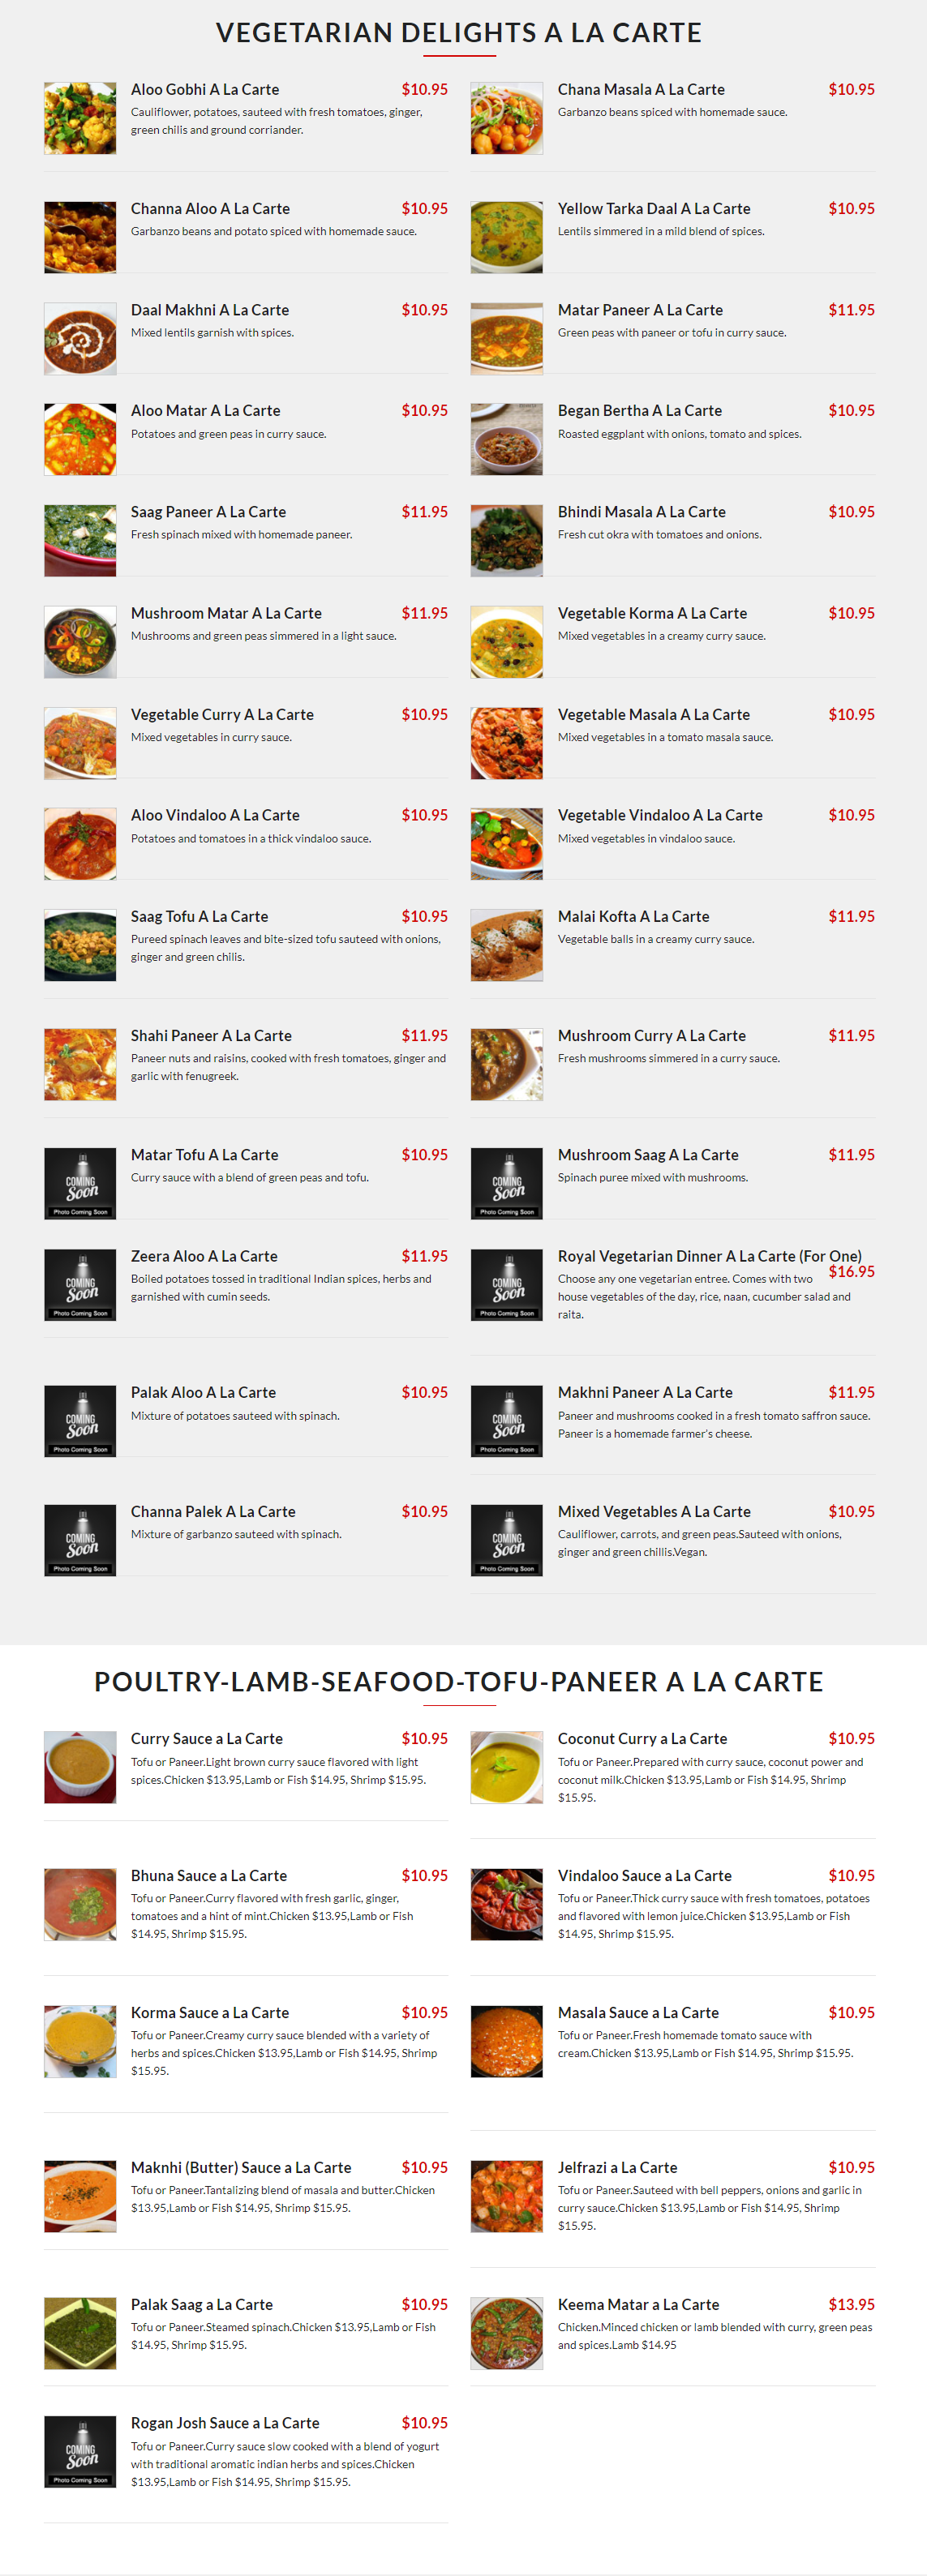 VEGETARIAN DELIGHTS A LA CARTE
Aloo Gobhi A La Carte $10.95
Cauliflower, potatoes, sauteed with fresh tomatoes, ginger,
green chilis and ground corriander.
Chana Masala A La Carte $10.95
Garbanzo beans spiced with homemade sauce.
Channa Aloo A La Carte $10.95
Garbanzo beans and potato spiced with homemade sauce.
Yellow Tarka Daal A La Carte $10.95
Lentils simmered in a mild blend of spices.
Daal Makhni A La Carte $10.95
Mixed lentils garnish with spices.
Matar Paneer A La Carte $11.95
Green peas with paneer or tofu in curry sauce.
Aloo Matar A La Carte $10.95
Potatoes and green peas in curry sauce.
Began Bertha A La Carte $10.95
Roasted eggplant with onions, tomato and spices.
Saag Paneer A La Carte $11.95
Fresh spinach mixed with homemade paneer.
Bhindi Masala A La Carte $10.95
Fresh cut okra with tomatoes and onions.
Mushroom Matar A La Carte $11.95
Mushrooms and green peas simmered in a light sauce.
Vegetable Korma A La Carte $10.95
Mixed vegetables in a creamy curry sauce.
Vegetable Curry A La Carte $10.95
Mixed vegetables in curry sauce.
Vegetable Masala A La Carte $10.95
Mixed vegetables in a tomato masala sauce.
Aloo Vindaloo A La Carte $10.95
Potatoes and tomatoes in a thick vindaloo sauce.
Vegetable Vindaloo A La Carte $10.95
Mixed vegetables in vindaloo sauce.
Saag Tofu A La Carte $10.95
Pureed spinach leaves and bite-sized tofu sauteed with onions,
ginger and green chilis.
Malai Kofta A La Carte $11.95
Vegetable balls in a creamy curry sauce.
Shahi Paneer A La Carte $11.95
Paneer nuts and raisins, cooked with fresh tomatoes, ginger and
garlic with fenugreek.
Mushroom Curry A La Carte $11.95
Fresh mushrooms simmered in a curry sauce.
COMING
Soon
Photo Coming Soon
Matar Tofu A La Carte $10.95
Curry sauce with a blend of green peas and tofu.
COMING
Soon
Photo Coming Soon
Mushroom Saag A La Carte $11.95
Spinach puree mixed with mushrooms.
COMING
Soon
Photo Coming Soon
Zeera Aloo A La Carte $11.95
Boiled potatoes tossed in traditional Indian spices, herbs and
garnished with cumin seeds.
COMING
Soon
Photo Coming Soon
Royal Vegetarian Dinner A La Carte (For One)
$16.95
Choose any one vegetarian entree. Comes with two
house vegetables of the day, rice, naan, cucumber salad and
raita.
COMING
Soon
Photo Coming Soon
Palak Aloo A La Carte $10.95
Mixture of potatoes sauteed with spinach.
COMING
Soon
Photo Coming Soon
Makhni Paneer A La Carte $11.95
Paneer and mushrooms cooked in a fresh tomato saffron sauce.
Paneer is a homemade farmer's cheese.
COMING
Soon
Photo Coming Soon
Channa Palek A La Carte $10.95
Mixture of garbanzo sauteed with spinach.
COMING
Soon
Photo Coming Soon
Mixed Vegetables A La Carte $10.95
Cauliflower, carrots, and green peas.Sauteed with onions,
ginger and green chillis.Vegan.
POULTRY-LAMB-SEAFOOD-TOFU-PANEER A LA CARTE
Curry Sauce a La Carte $10.95
Tofu or Paneer.Light brown curry sauce flavored with light
spices.Chicken $13.95,Lamb or Fish $14.95, Shrimp $15.95.
Coconut Curry a La Carte $10.95
Tofu or Paneer.Prepared with curry sauce, coconut power and
coconut milk.Chicken $13.95,Lamb or Fish $14.95, Shrimp
$15.95.
Bhuna Sauce a La Carte $10.95
Tofu or Paneer.Curry flavored with fresh garlic, ginger,
tomatoes and a hint of mint.Chicken $13.95,Lamb or Fish
$14.95, Shrimp $15.95.
Vindaloo Sauce a La Carte $10.95
Tofu or Paneer.Thick curry sauce with fresh tomatoes, potatoes
and flavored with lemon juice.Chicken $13.95,Lamb or Fish
$14.95, Shrimp $15.95.
Korma Sauce a La Carte $10.95
Tofu or Paneer.Creamy curry sauce blended with a variety of
herbs and spices.Chicken $13.95,Lamb or Fish $14.95, Shrimp
$15.95.
Masala Sauce a La Carte $10.95
Tofu or Paneer.Fresh homemade tomato sauce with
cream.Chicken $13.95,Lamb or Fish $14.95, Shrimp $15.95.
Maknhi (Butter) Sauce a La Carte $10.95
Tofu or Paneer.Tantalizing blend of masala and butter.Chicken
$13.95,Lamb or Fish $14.95, Shrimp $15.95.
Jelfrazi a La Carte $10.95
Tofu or Paneer.Sauteed with bell peppers, onions and garlic in
curry sauce.Chicken $13.95,Lamb or Fish $14.95, Shrimp
$15.95.
Palak Saag a La Carte $10.95
Tofu or Paneer.Steamed spinach.Chicken $13.95,Lamb or Fish
$14.95, Shrimp $15.95.
Keema Matar a La Carte $13.95
Chicken.Minced chicken or lamb blended with curry, green peas
and spices.Lamb $14.95
COMING
Soon
Photo Coming Soon
Rogan Josh Sauce a La Carte $10.95
Tofu or Paneer.Curry sauce slow cooked with a blend of yogurt
with traditional aromatic indian herbs and spices.Chicken
$13.95,Lamb or Fish $14.95, Shrimp $15.95.